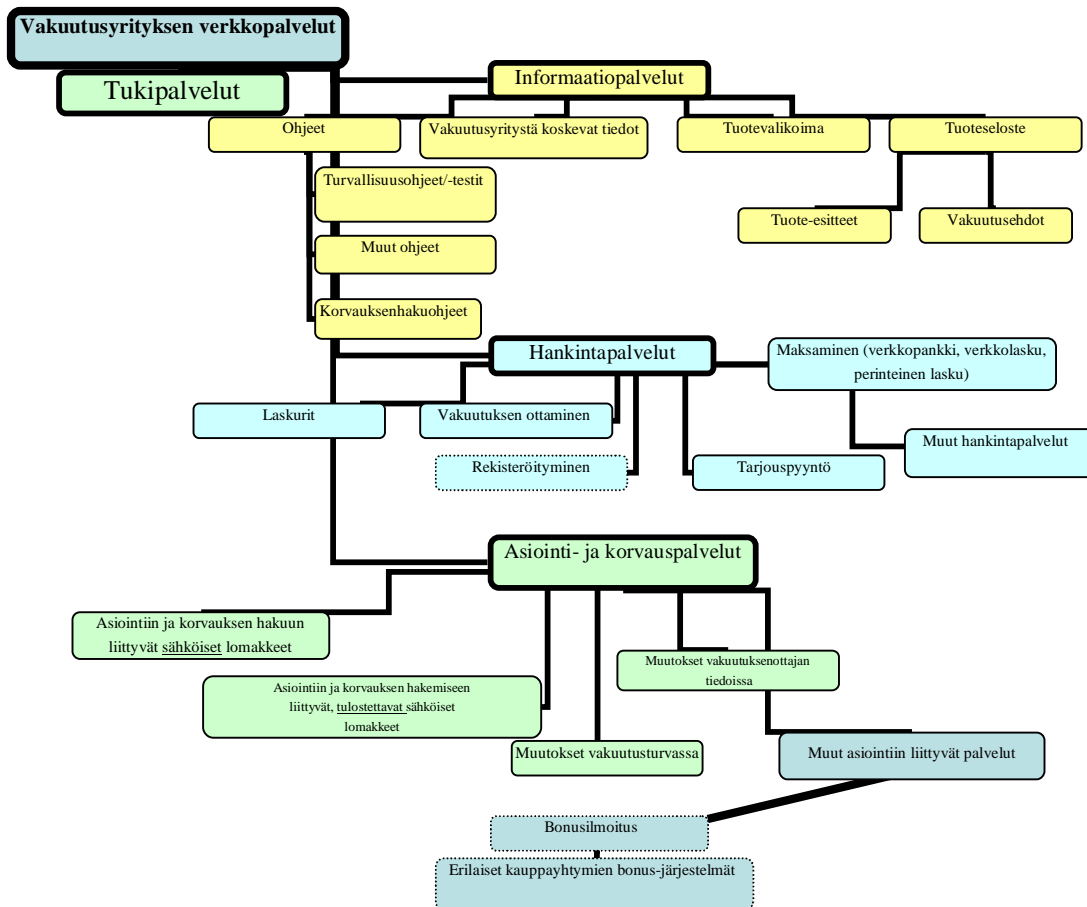 Vakuutusyrityksen verkkopalvelut
Tukipalvelut
Informaatiopalvelut
Ohjeet
Vakuutusyritystä koskevat tiedot
Tuotevalikoima
Tuoteseloste
Turvallisuusohjeet/-testit
Tuote-esitteet
Vakuutusehdot
Muut ohjeet
Korvauksenhakuohjeet
Hankintapalvelut
Maksaminen (verkkopankki, verkkolasku,
perinteinen lasku)
Laskurit
Vakuutuksen ottaminen
Muut hankintapalvelut
Rekisteröityminen
Tarjouspyyntö
Asiointi- ja korvauspalvelut
Asiointiin ja korvauksen hakuun
liittyvät sähköiset lomakkeet
Muutokset vakuutuksenottajan
tiedoissa
Asiointiin ja korvauksen hakemiseen
liittyvät, tulostettavat sähköiset
lomakkeet
Muutokset vakuutusturvassa
Muut asiointiin liittyvät palvelut
Bonusilmoitus
Erilaiset kauppayhtymien bonus-järjestelmät